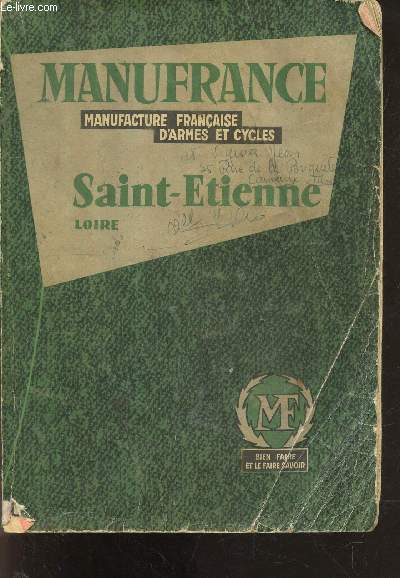 Le-livre.com
MANUFRANCE
MANUFACTURE FRANÇAISE
D'ARMES ET CYCLES
Saint-Etienne
LOIRE
MF
BIEN FAIRE
ET LE FAIRE SAVOIR